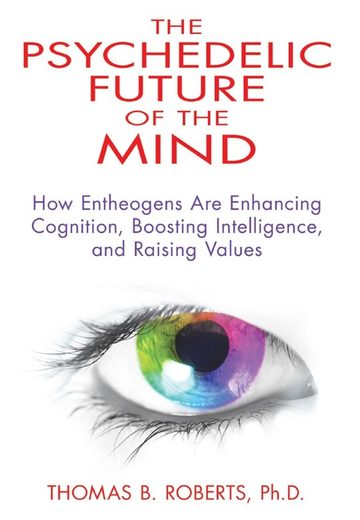 THE
PSYCHEDELIC
FUTURE
OF THE
MIND
How Entheogens Are Enhancing
Cognition, Boosting Intelligence,
and Raising Values
THOMAS B. ROBERTS, Ph.D.